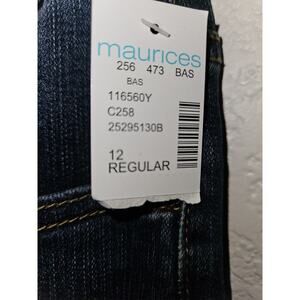 maurices
256 473 BAS
BAS
116560Y
C258
25295130B
12
REGULAR